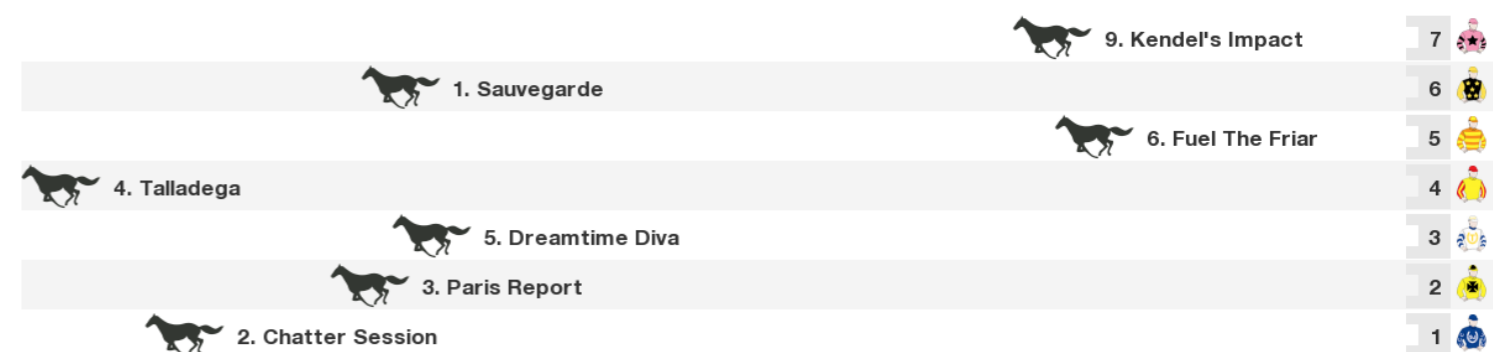 9. Kendel's Impact 7
1. Sauvegarde 6
6. Fuel The Friar 5
4. Talladega 4
5. Dreamtime Diva 3
3. Paris Report 2
2. Chatter Session 1